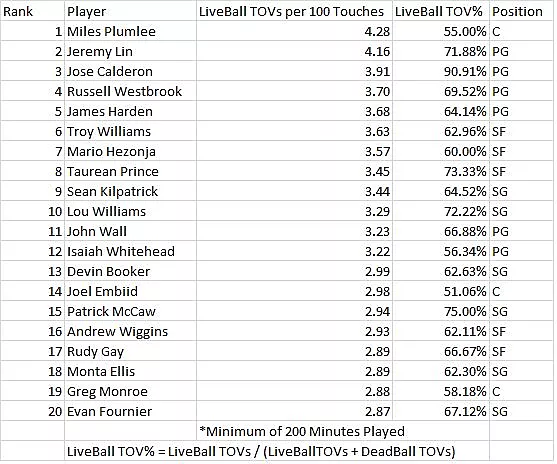 Rank Player LiveBall TOVs per 100 Touches LiveBall TOV% Position
1 Miles Plumlee 4.28 55.00% C
2 Jeremy Lin 4.16 71.88% PG
3 Jose Calderon 3.91 90.91% PG
4 Russell Westbrook 3.70 69.52% PG
5 James Harden 3.68 64.14% PG
6 Troy Williams 3.63 62.96% SF
7 Mario Hezonja 3.57 60.00% SF
8 Taurean Prince 3.45 73.33% SF
9 Sean Kilpatrick 3.44 64.52% SG
10 Lou Williams 3.29 72.22% SG
11 John Wall 3.23 66.88% PG
12 Isaiah Whitehead 3.22 56.34% PG
13 Devin Booker 2.99 62.63% SG
14 Joel Embiid 2.98 51.06% C
15 Patrick McCaw 2.94 75.00% SG
16 Andrew Wiggins 2.93 62.11% SF
17 Rudy Gay 2.89 66.67% SF
18 Monta Ellis 2.89 62.30% SG
19 Greg Monroe 2.88 58.18% C
20 Evan Fournier 2.87 67.12% SG
*Minimum of 200 Minutes Played
LiveBall TOV% = LiveBall TOVs / (LiveBallTOVs + DeadBall TOVs)